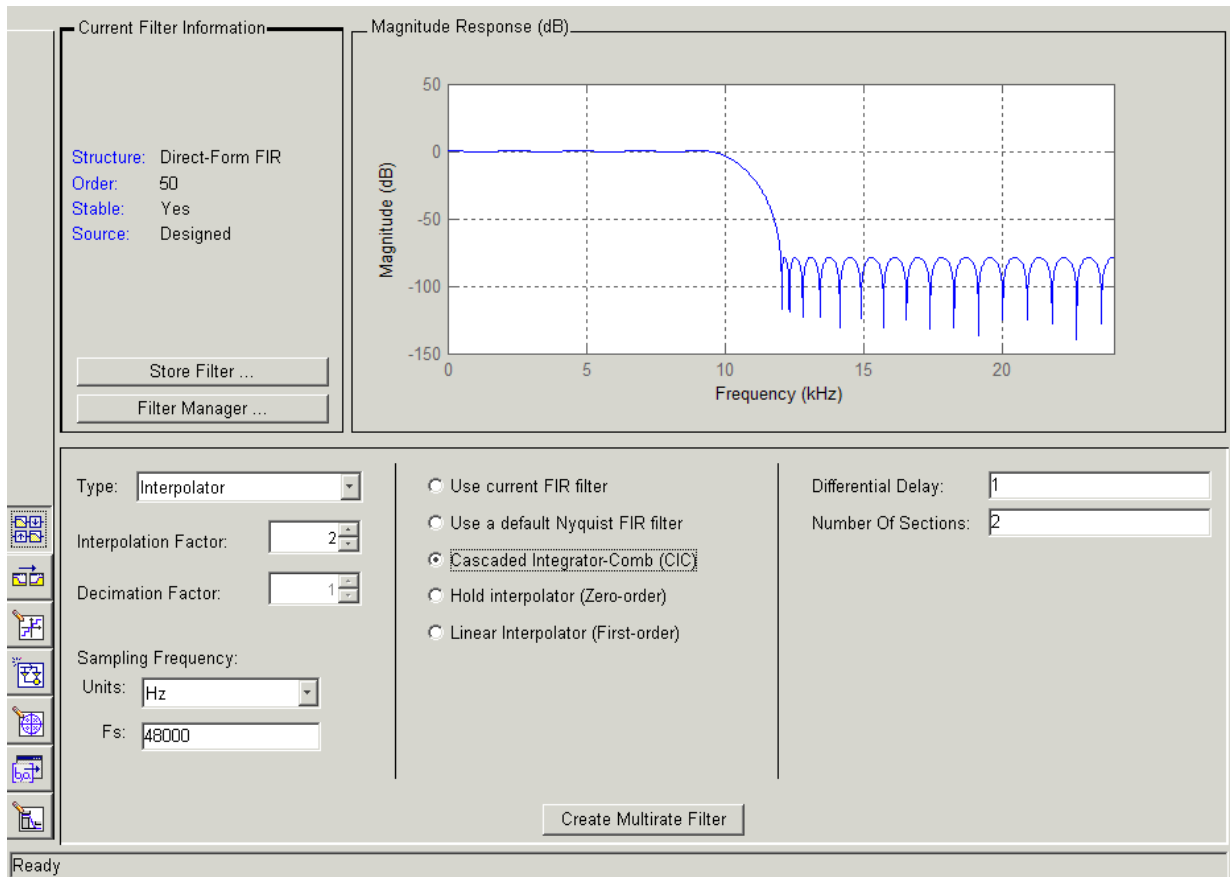 Current Filter Information
Structure: Direct-Form FIR
Order: 50
Stable: Yes
Source: Designed
Store Filter ...
Filter Manager ...
Magnitude Response (dB)
50
0
-50
-100
-150
Magnitude (dB)
0 5 10 15 20
Frequency (kHz)
Type: Interpolator
Interpolation Factor: 2
Decimation Factor: 1
Sampling Frequency:
Units: Hz
Fs: 48000
Use current FIR filter
Use a default Nyquist FIR filter
Cascaded Integrator-Comb (CIC)
Hold interpolator (Zero-order)
Linear Interpolator (First-order)
Differential Delay: 1
Number Of Sections: 2
Create Multirate Filter
[b,a]
Ready